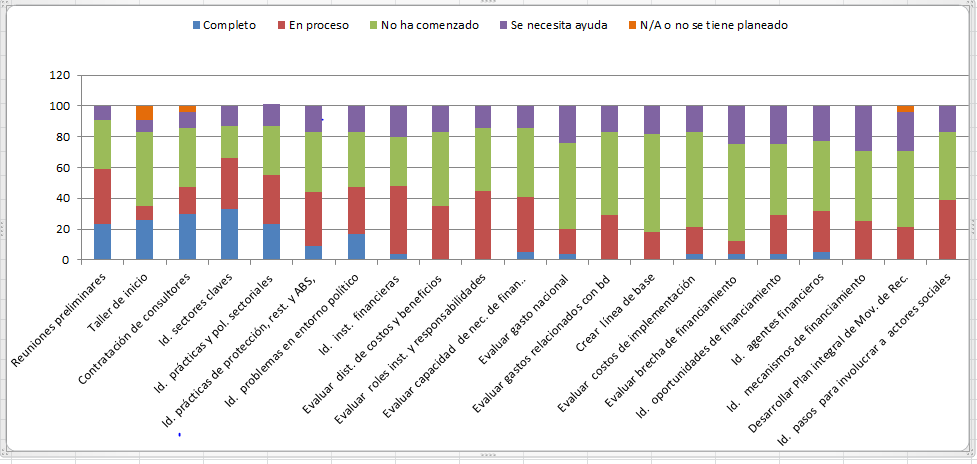 Completo En proceso No ha comenzado Se necesita ayuda N/A o no se tiene planeado
120
100
80
60
40
20
0
Reuniones preliminares
Taller de inicio
Contratación de consultores
Id. sectores claves
Id. prácticas y pol. sectoriales
Id. prácticas de protección, rest. y ABS,
Id. problemas en entorno político
Id. inst. financieras
Evaluar dist. de costos y beneficios
Evaluar roles inst. y responsabilidades
Evaluar capacidad de nec. de finan..
Evaluar gasto nacional
Evaluar gastos relacionados con bd
Crear línea de base
Evaluar costos de implementación
Evaluar brecha de financiamiento
Id. oportunidades de financiamiento
Id. agentes financieros
Id. mecanismos de financiamiento
Desarrollar Plan integral de Mov. de Rec.
Id. pasos para involucrar a actores sociales